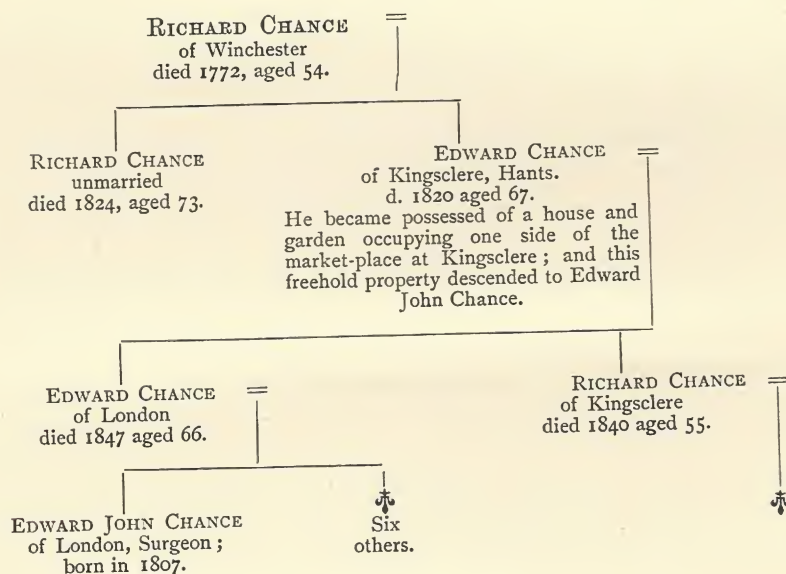 RICHARD CHANCE
of Winchester
died 1772, aged 54.
RICHARD CHANCE
unmarried
died 1824, aged 73.
EDWARD CHANCE
of Kingsclere, Hants.
d. 1820 aged 67.
He became possessed of a house and
garden occupying one side of the
market-place at Kingsclere; and this
freehold property descended to Edward
John Chance.
EDWARD CHANCE
of London
died 1847 aged 66.
RICHARD CHANCE
of Kingsclere
died 1840 aged 55.
EDWARD JOHN CHANCE
of London, Surgeon;
born in 1807.
Six
others.